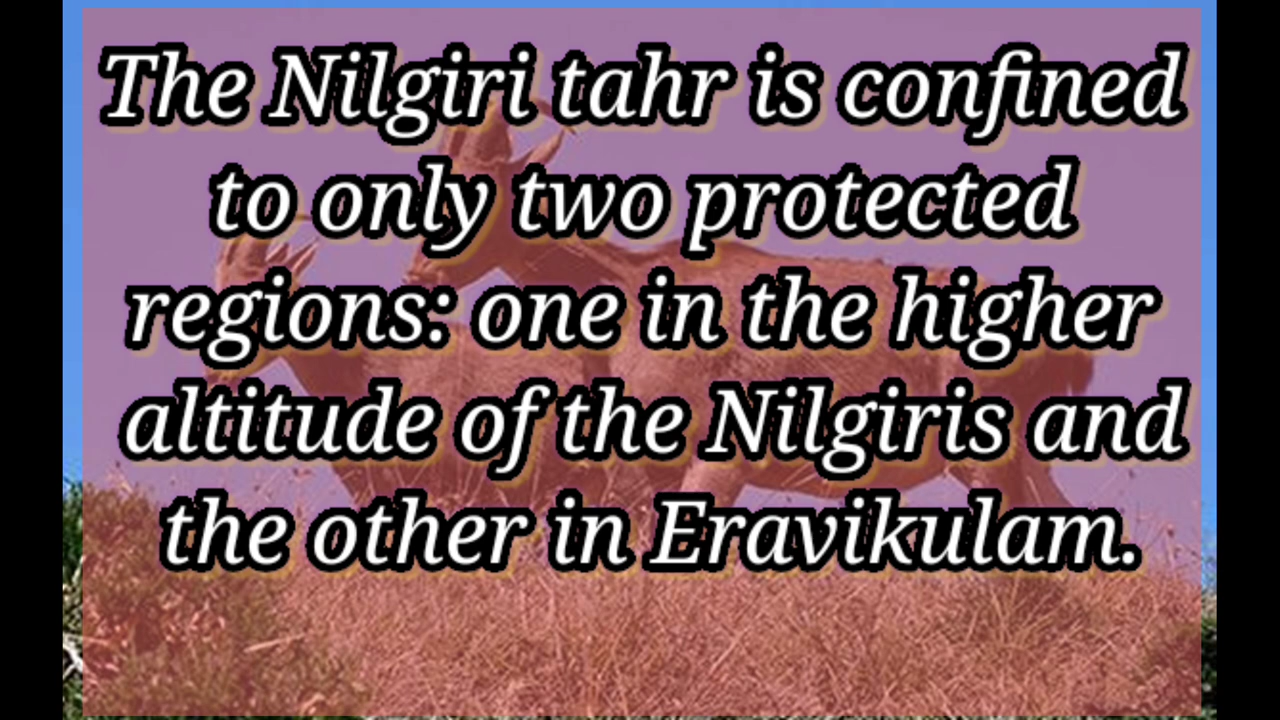 The Nilgiri tahr is confined
to only two protected
regions: one in the higher
altitude of the Nilgiris and
the other in Eravikulam.